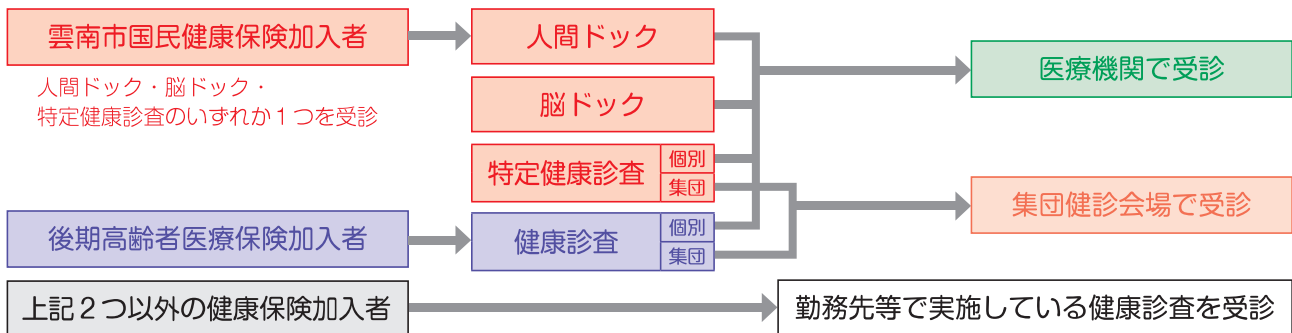 雲南市国民健康保険加入者
人間ドック・脳ドック・
特定健康診査のいずれか１つを受診
人間ドック
脳ドック
特定健康診査
個別
集団
医療機関で受診
後期高齢者医療保険加入者
健康診査
個別
集団
集団健診会場で受診
上記２つ以外の健康保険加入者
勤務先等で実施している健康診査を受診